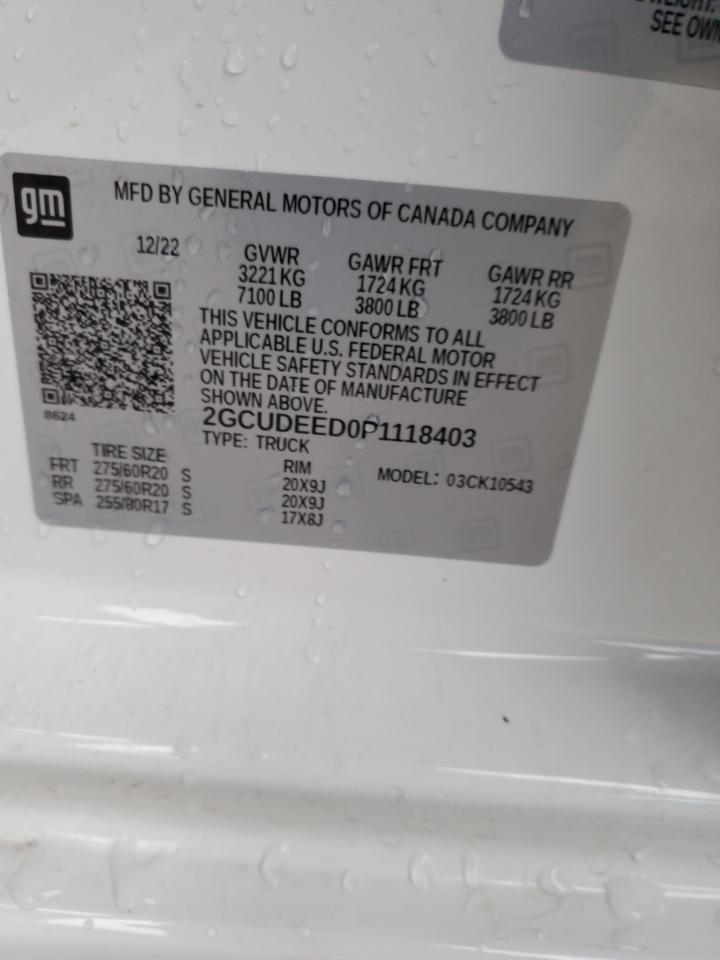 SEE OWN
gm
MFD BY GENERAL MOTORS OF CANADA COMPANY
12/22
GVWR
3221 KG
7100 LB
GAWR FRT
1724 KG
3800 LB
GAWR RR
1724 KG
3800 LB
THIS VEHICLE CONFORMS TO ALL
APPLICABLE U.S. FEDERAL MOTOR
VEHICLE SAFETY STANDARDS IN EFFECT
ON THE DATE OF MANUFACTURE
SHOWN ABOVE.
8624
2GCUDEED0P1118403
TYPE: TRUCK
TIRE SIZE RIM MODEL: 03CK10543
FRT 275/60R20 S 20X9J
RR 275/60R20 S 20X9J
SPA 255/80R17 S 17X8J